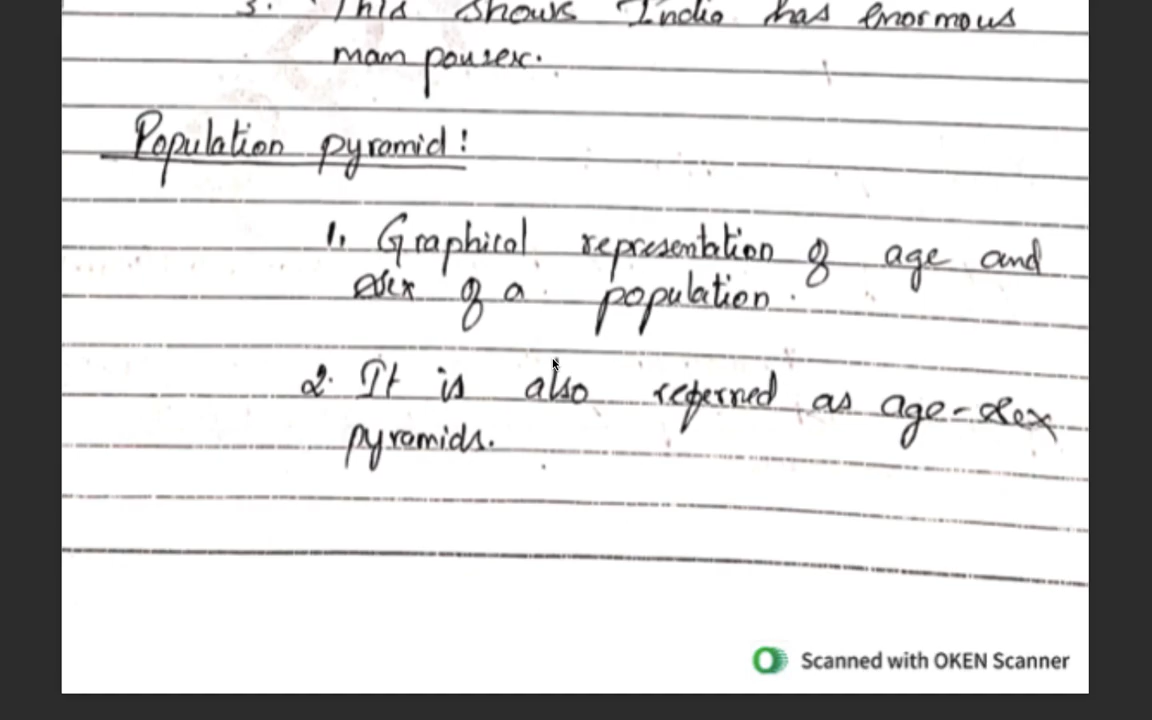 3. This shows India has enormous
man power.
Population pyramid:
1. Graphical representation of age and
sex of a population.
2. It is also referred as age-sex
pyramids.
Scanned with OKEN Scanner